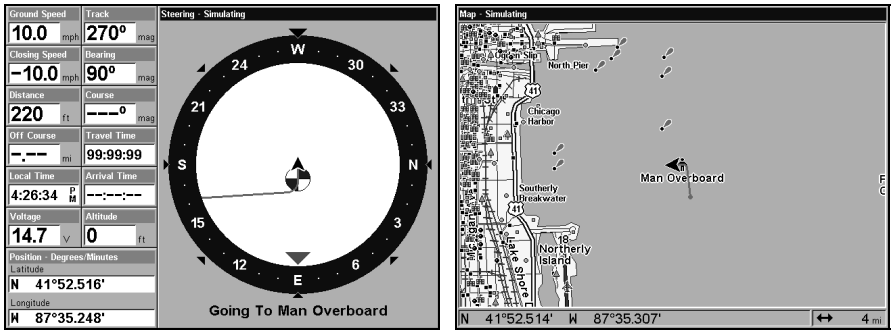 Ground Speed Track
10.0 mph 270º mag
Closing Speed Bearing
-10.0 mph 90º mag
Distance Course
220 ft ---º mag
Off Course Travel Time
-.-- mi 99:99:99
Local Time Arrival Time
4:26:34 PM --:--:--
Voltage Altitude
14.7 V 0 ft
Position - Degrees/Minutes
Latitude
N 41º52.516'
Longitude
W 87º35.248'
Steering - Simulating
W
24 30
21 33
S N
15 3
12 6
E
Going To Man Overboard
Map - Simulating
Ogden Slip
North Pier
41
Chicago
Harbor
Man Overboard
Southerly
Breakwater
41
18
Northerly
Island
Lake Shore
N 41º52.514' W 87º35.307' 4 mi